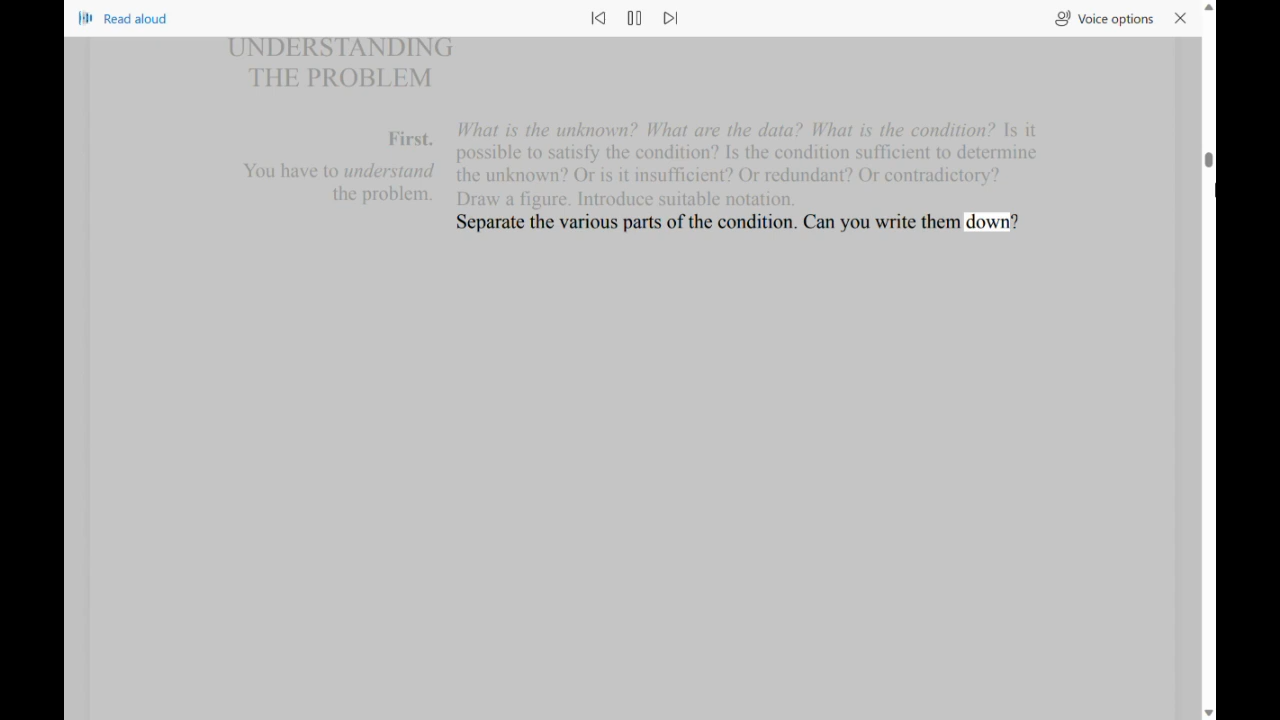 Read aloud
Voice options
UNDERSTANDING
THE PROBLEM
First.
You have to understand
the problem.
What is the unknown? What are the data? What is the condition? Is it
possible to satisfy the condition? Is the condition sufficient to determine
the unknown? Or is it insufficient? Or redundant? Or contradictory?
Draw a figure. Introduce suitable notation.
Separate the various parts of the condition. Can you write them down?